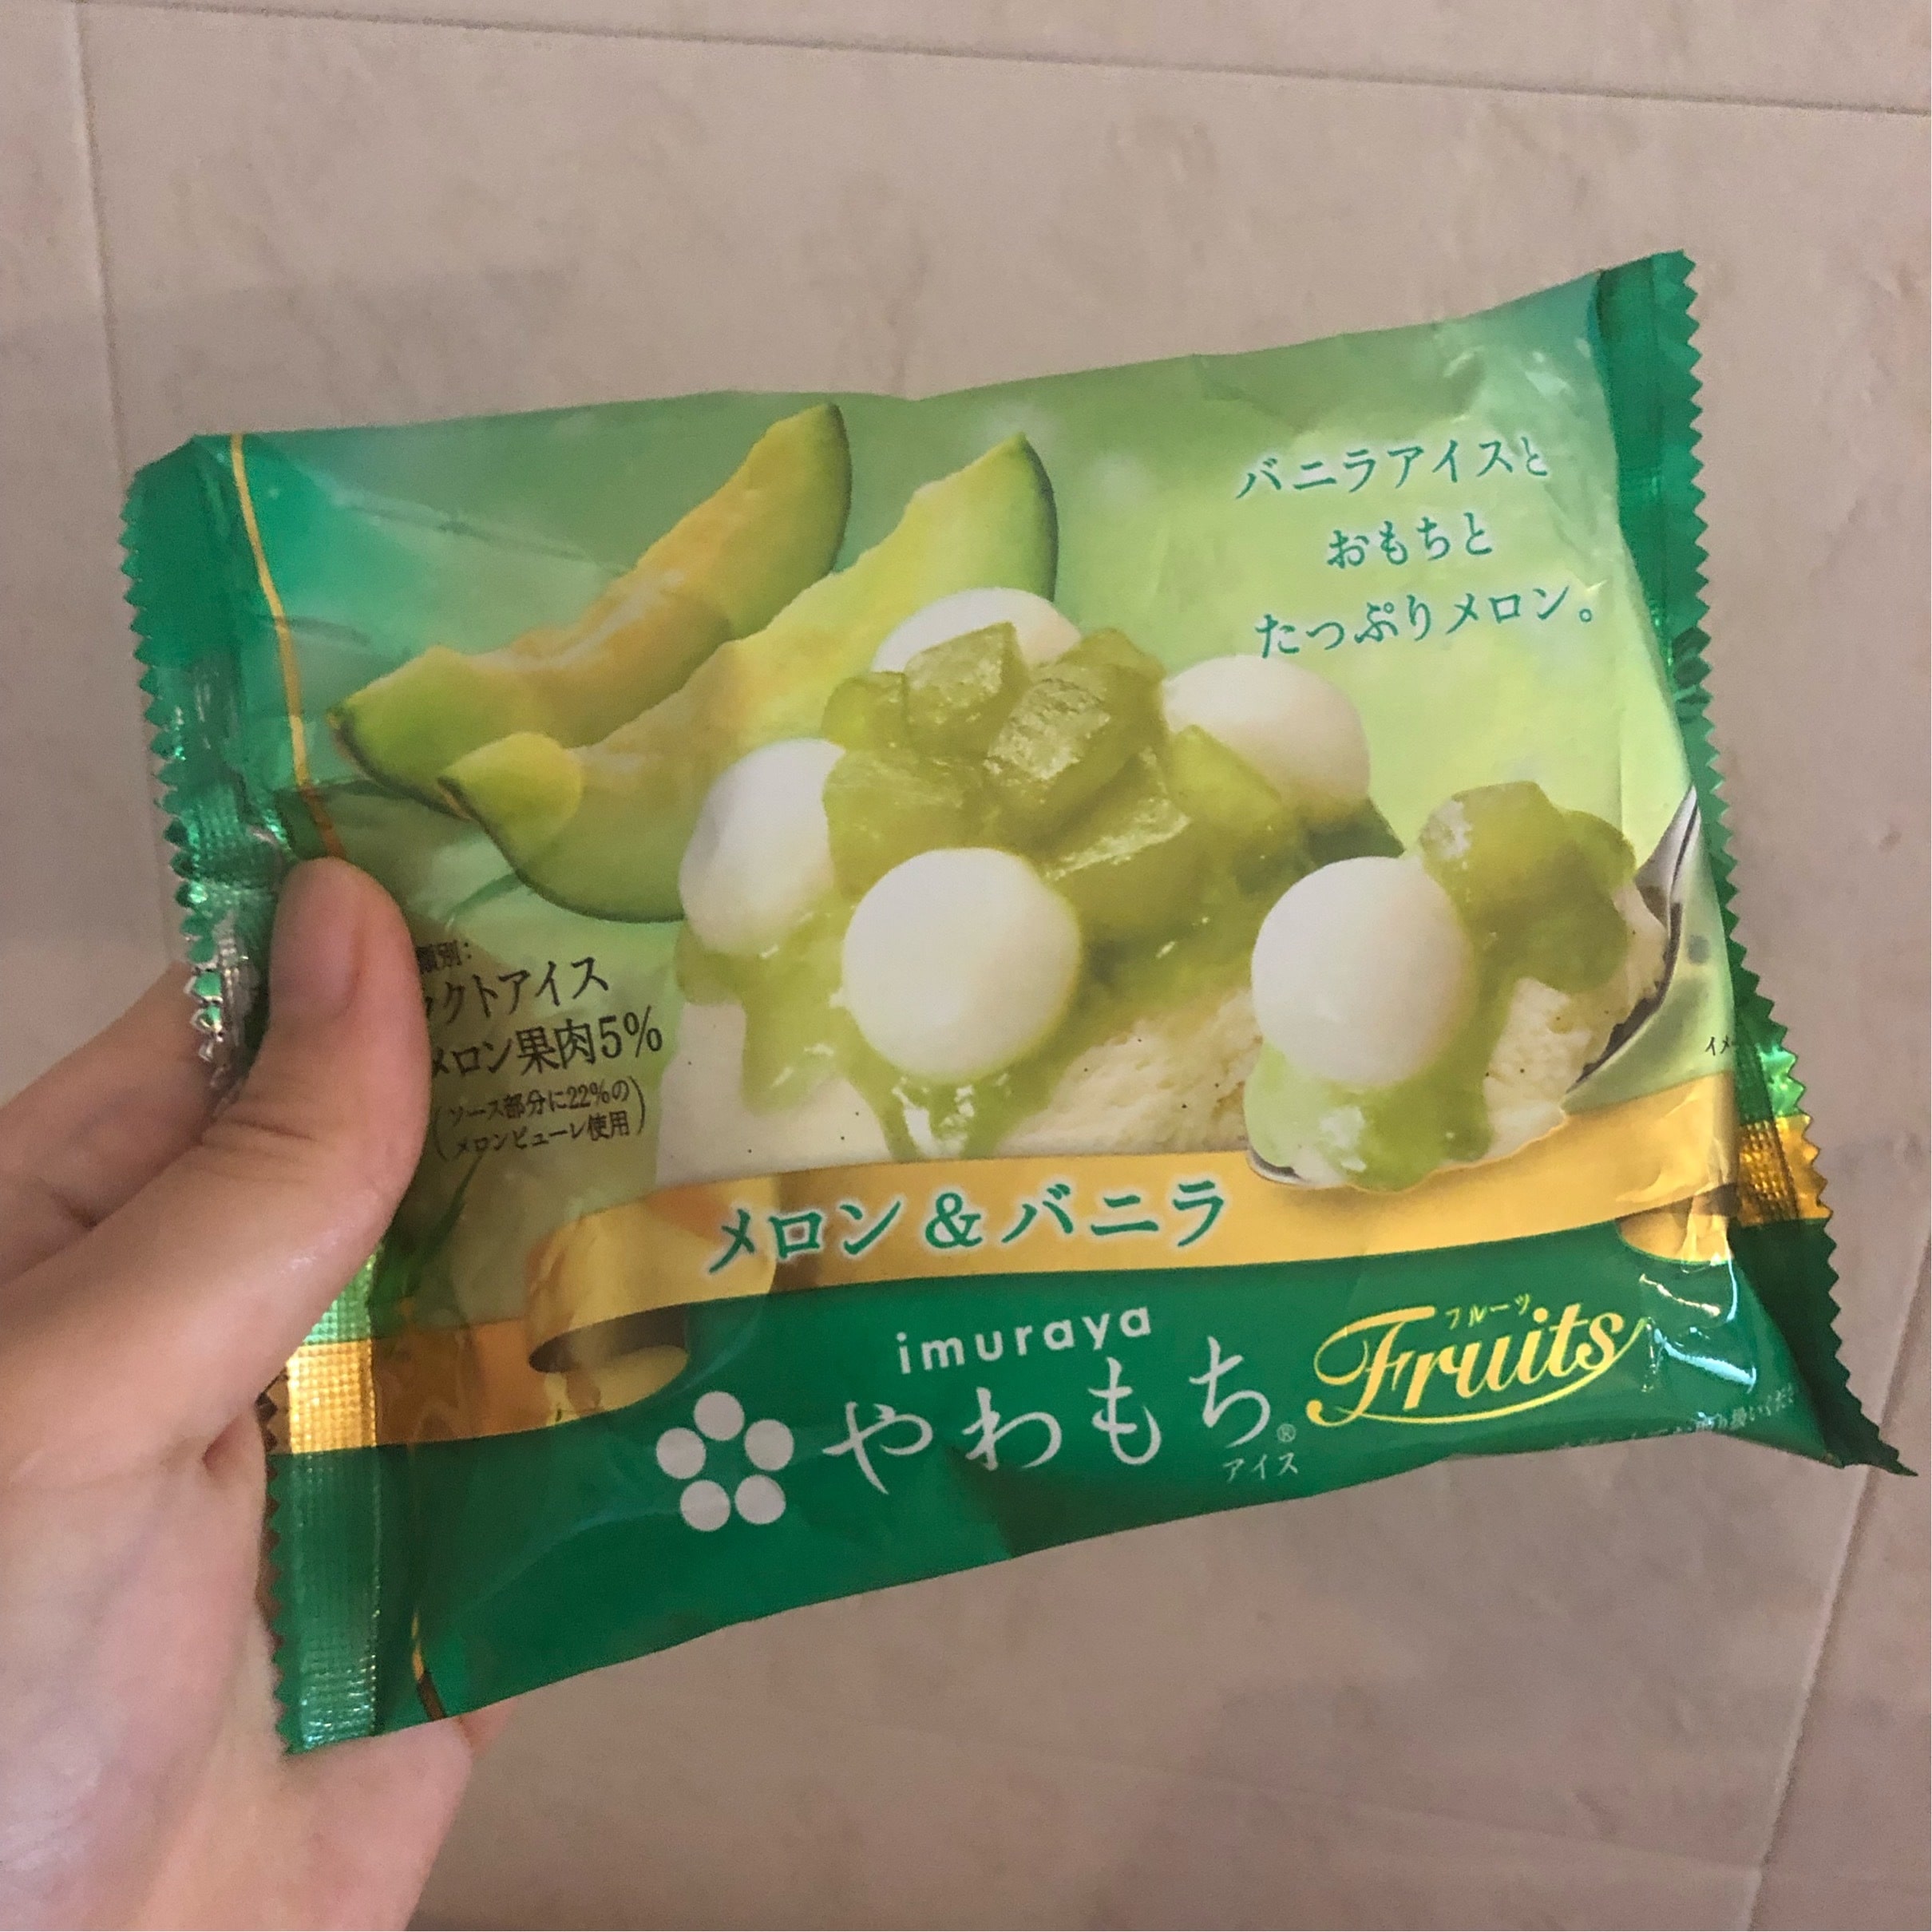 バニラアイスと
おもちと
たっぷりメロン。
類別:
クトアイス
メロン果肉5%
(ソース部分に22%の
メロンピューレ使用)
メロン&バニラ
imuraya
やわもち®
アイス
フルーツ
Fruits